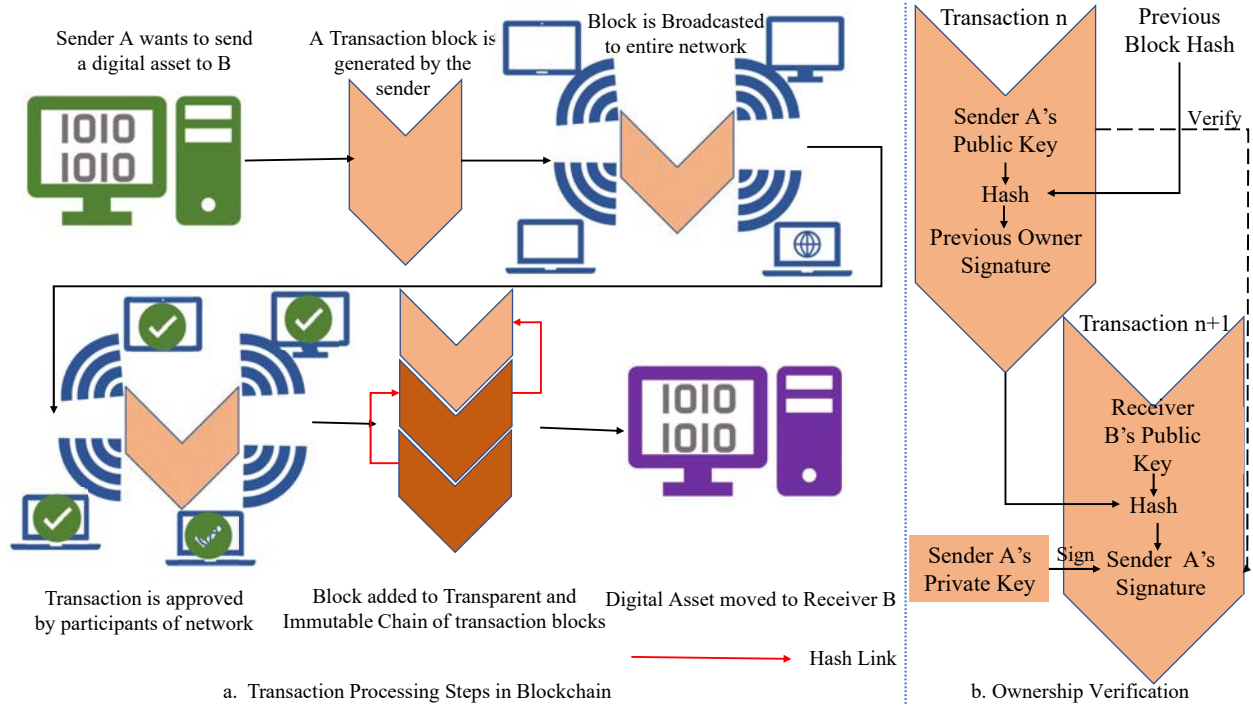 Sender A wants to send
a digital asset to B
1010
1010
A Transaction block is
generated by the
sender
Block is Broadcasted
to entire network
Transaction is approved
by participants of network
Block added to Transparent and
Immutable Chain of transaction blocks
1010
1010
Digital Asset moved to Receiver B
Hash Link
a. Transaction Processing Steps in Blockchain
Transaction n
Previous
Block Hash
Verify
Sender A's
Public Key
Hash
Previous Owner
Signature
Transaction n+1
Receiver
B's Public
Key
Hash
Sender A's
Private Key
Sign
Sender A's
Signature
b. Ownership Verification